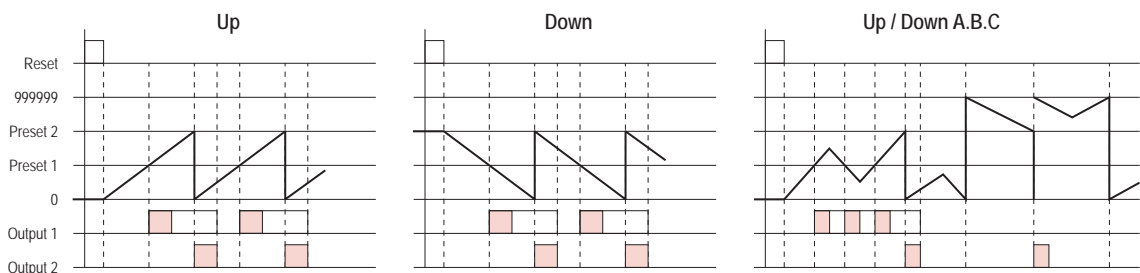 Up
Down
Up / Down A.B.C
Reset
999999
Preset 2
Preset 1
0
Output 1
Output 2